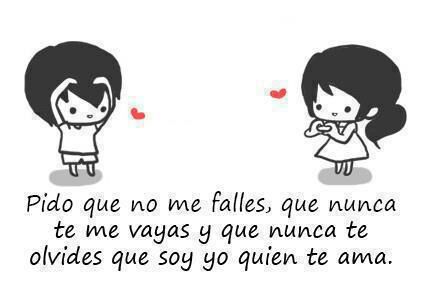 Pido que no me falles, que nunca
te me vayas y que nunca te
olvides que soy yo quien te ama.